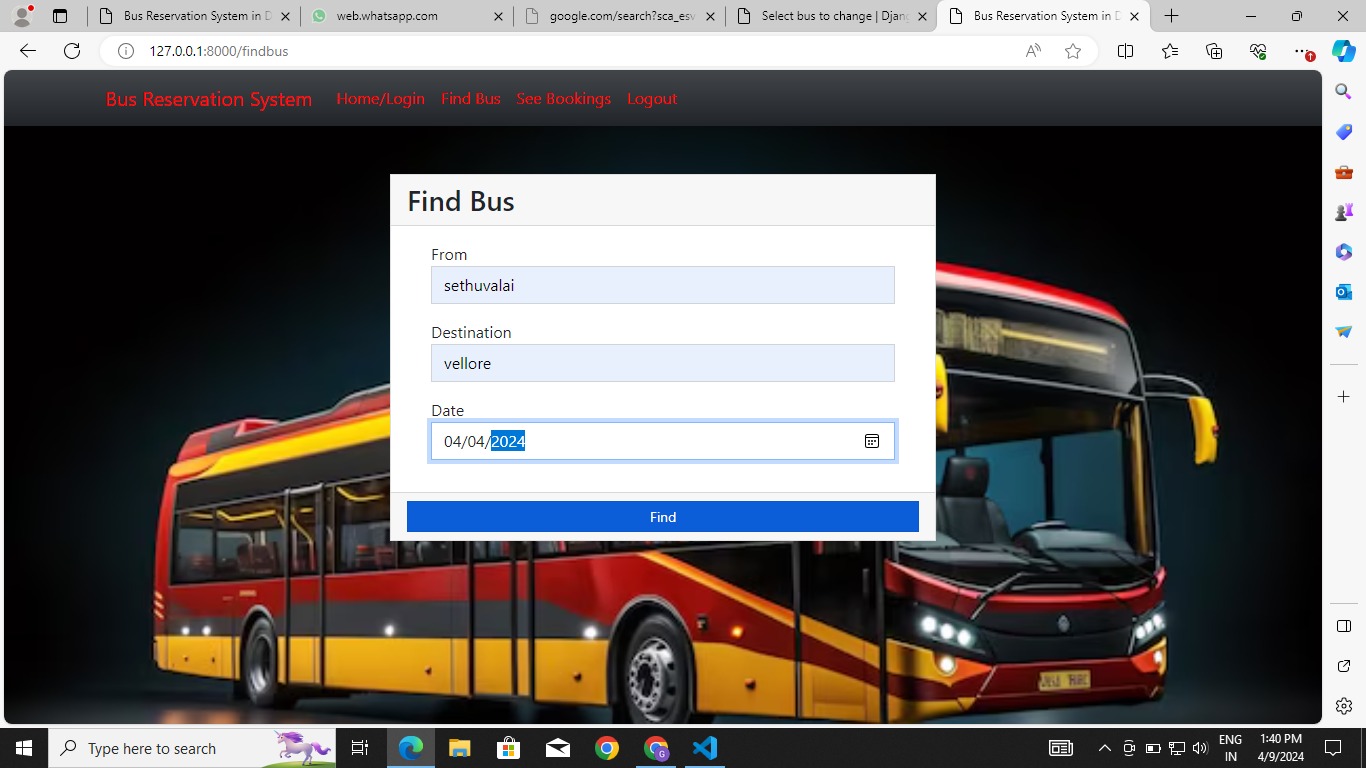 Bus Reservation System in D
web.whatsapp.com
google.com/search?sca_esv
Select bus to change | Djan
Bus Reservation System in D
127.0.0.1:8000/findbus
Bus Reservation System Home/Login Find Bus See Bookings Logout
Find Bus
From
sethuvalai
Destination
vellore
Date
04/04/2024
Find
Type here to search
ENG
IN
1:40 PM
4/9/2024